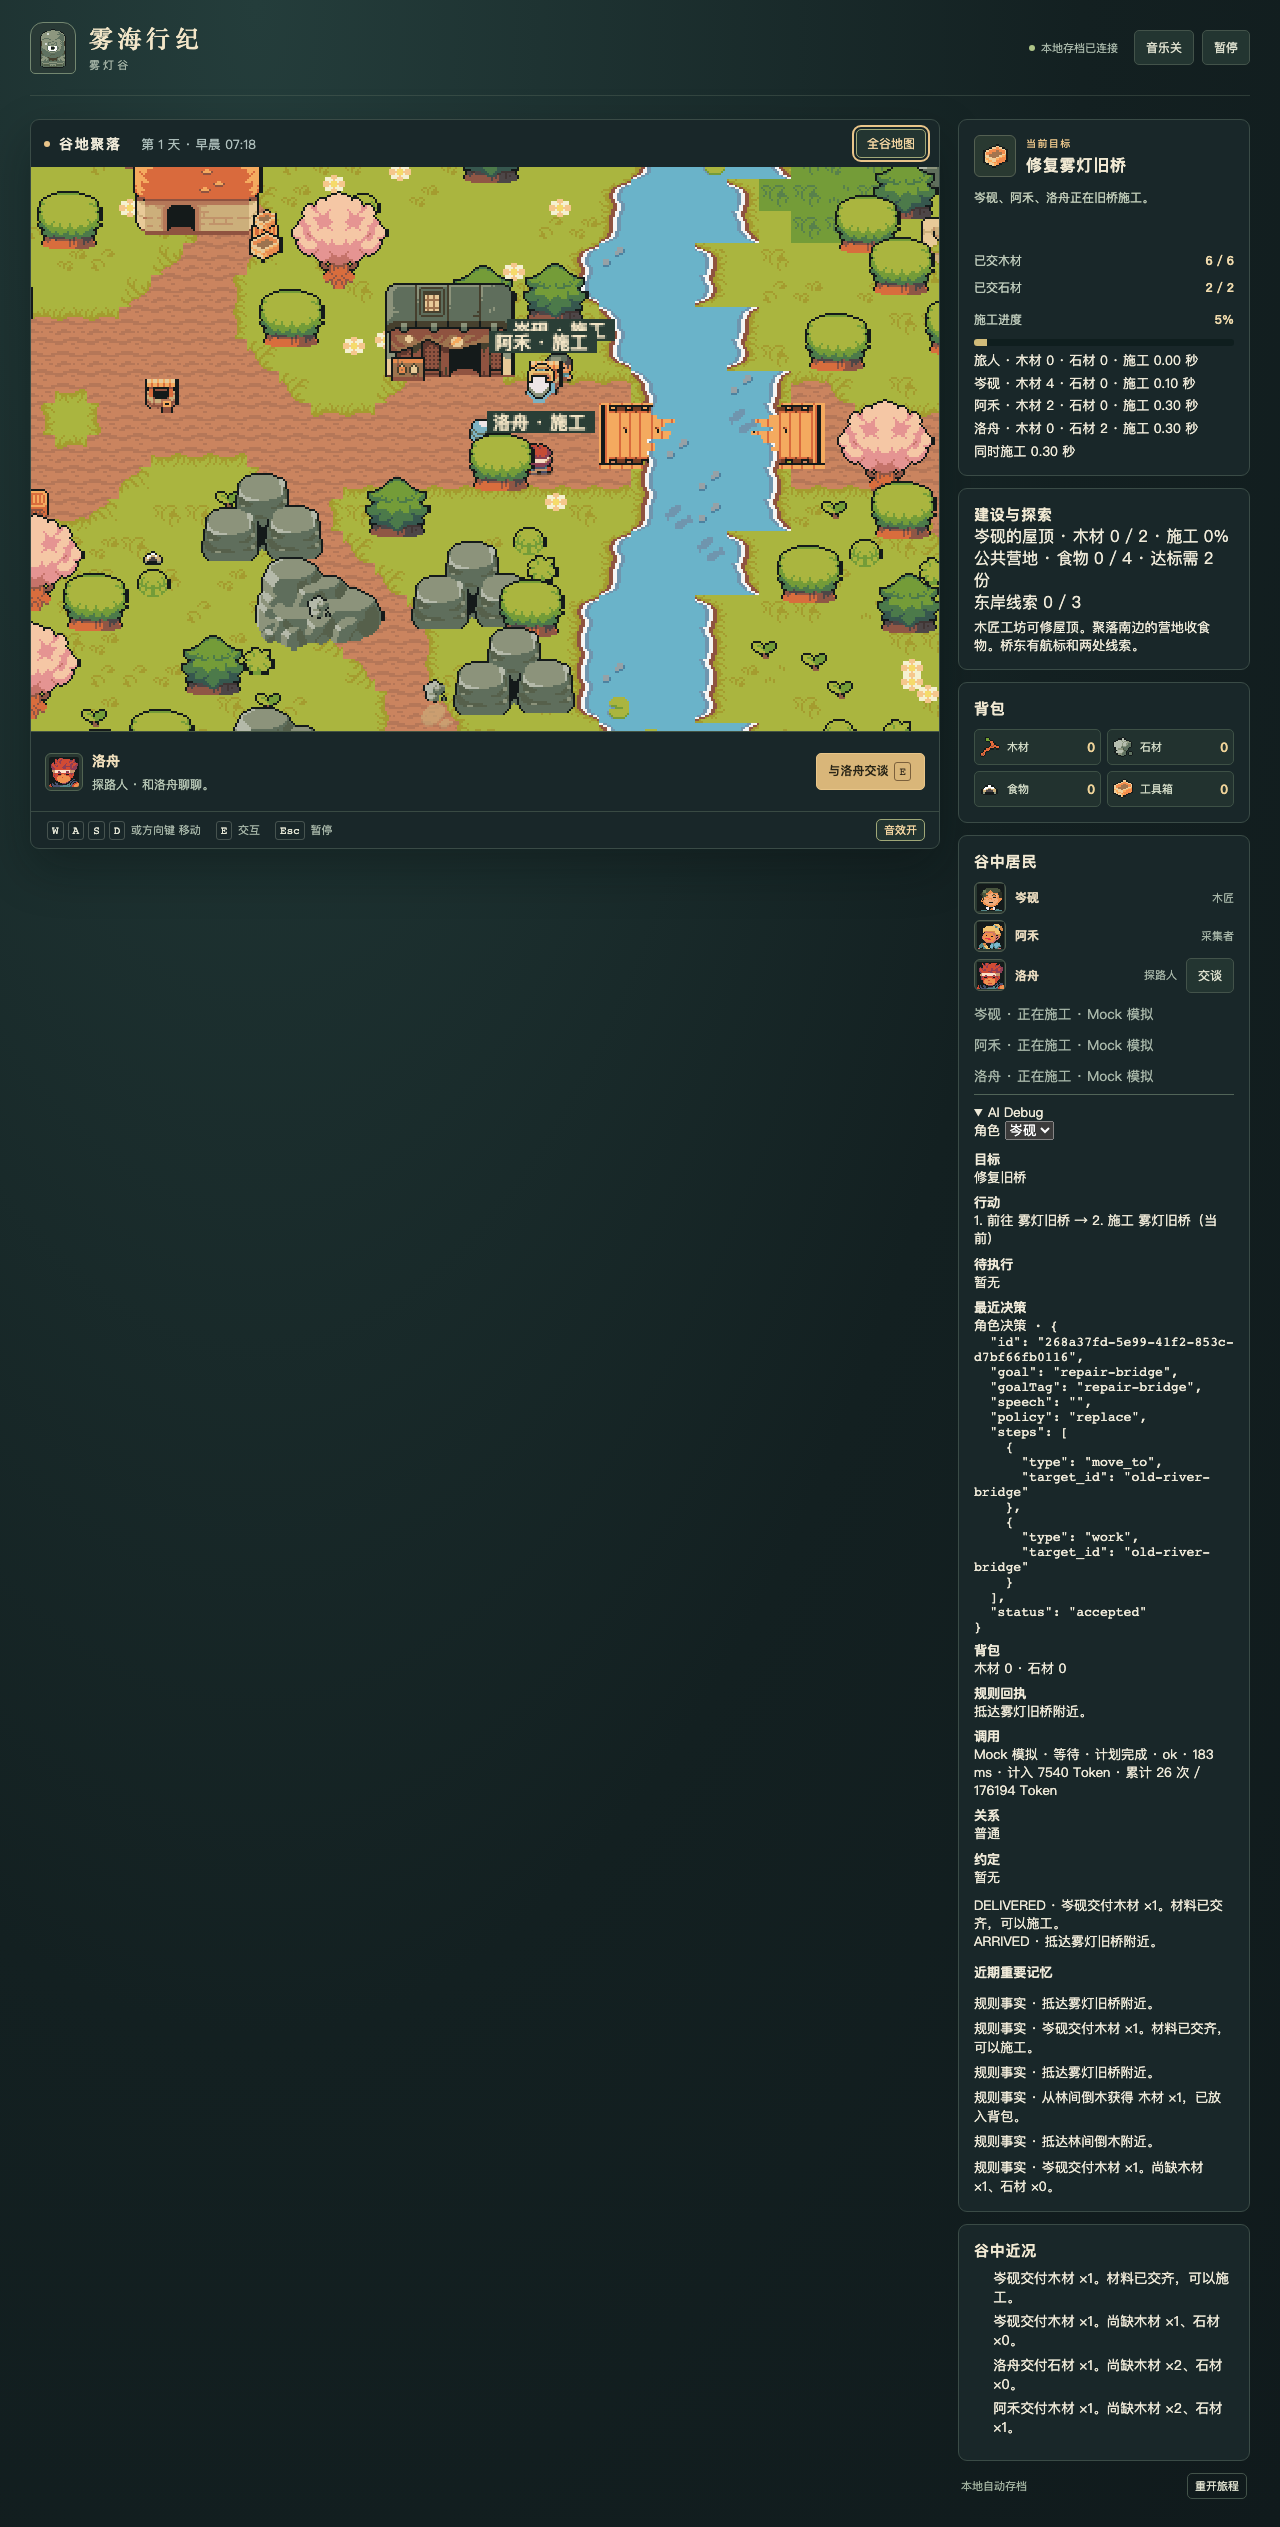 雾海行纪
雾灯谷
本地存档已连接
音乐关
暂停
谷地聚落
第 1 天 · 早晨 07:18
全谷地图
岑砚 · 施工
阿禾 · 施工
洛舟 · 施工
洛舟
探路人 · 和洛舟聊聊。
与洛舟交谈 E
W A S D 或方向键 移动 E 交互 Esc 暂停
音效开
当前目标
修复雾灯旧桥
岑砚、阿禾、洛舟正在旧桥施工。
已交木材 6 / 6
已交石材 2 / 2
施工进度 5%
旅人 · 木材 0 · 石材 0 · 施工 0.00 秒
岑砚 · 木材 4 · 石材 0 · 施工 0.10 秒
阿禾 · 木材 2 · 石材 0 · 施工 0.30 秒
洛舟 · 木材 0 · 石材 2 · 施工 0.30 秒
同时施工 0.30 秒
建设与探索
岑砚的屋顶 · 木材 0 / 2 · 施工 0%
公共营地 · 食物 0 / 4 · 达标需 2
份
东岸线索 0 / 3
木匠工坊可修屋顶。聚落南边的营地收食
物。桥东有航标和两处线索。
背包
木材 0
石材 0
食物 0
工具箱 0
谷中居民
岑砚 木匠
阿禾 采集者
洛舟 探路人 交谈
岑砚 · 正在施工 · Mock 模拟
阿禾 · 正在施工 · Mock 模拟
洛舟 · 正在施工 · Mock 模拟
▼ AI Debug
角色 岑砚
目标
修复旧桥
行动
1. 前往 雾灯旧桥 → 2. 施工 雾灯旧桥（当
前）
待执行
暂无
最近决策
角色决策 · {
"id": "268a37fd-5e99-41f2-853c-
d7bf66fb0116",
"goal": "repair-bridge",
"goalTag": "repair-bridge",
"speech": "",
"policy": "replace",
"steps": [
{
"type": "move_to",
"target_id": "old-river-
bridge"
},
{
"type": "work",
"target_id": "old-river-
bridge"
}
],
"status": "accepted"
}
背包
木材 0 · 石材 0
规则回执
抵达雾灯旧桥附近。
调用
Mock 模拟 · 等待 · 计划完成 · ok · 183
ms · 计入 7540 Token · 累计 26 次 /
176194 Token
关系
普通
约定
暂无
DELIVERED · 岑砚交付木材 ×1。材料已交
齐，可以施工。
ARRIVED · 抵达雾灯旧桥附近。
近期重要记忆
规则事实 · 抵达雾灯旧桥附近。
规则事实 · 岑砚交付木材 ×1。材料已交齐，
可以施工。
规则事实 · 抵达雾灯旧桥附近。
规则事实 · 从林间倒木获得 木材 ×1，已放
入背包。
规则事实 · 抵达林间倒木附近。
规则事实 · 岑砚交付木材 ×1。尚缺木材
×1、石材 ×0。
谷中近况
岑砚交付木材 ×1。材料已交齐，可以施
工。
岑砚交付木材 ×1。尚缺木材 ×1、石材
×0。
洛舟交付石材 ×1。尚缺木材 ×2、石材
×0。
阿禾交付木材 ×1。尚缺木材 ×2、石材
×1。
本地自动存档
重开旅程